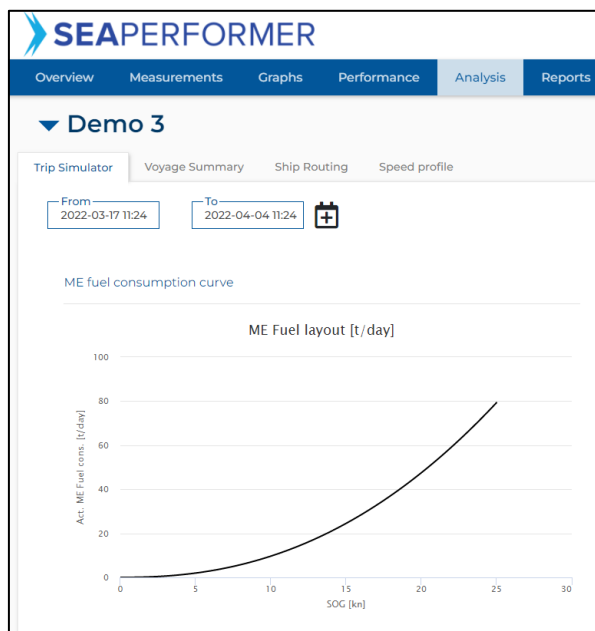 SEAPERFORMER
Overview Measurements Graphs Performance Analysis Reports
Demo 3
Trip Simulator Voyage Summary Ship Routing Speed profile
From To
2022-03-17 11:24 2022-04-04 11:24
ME fuel consumption curve
ME Fuel layout [t/day]
100
80
60
40
20
0
Act. ME Fuel cons. [t/day]
0 5 10 15 20 25 30
SOG [kn]